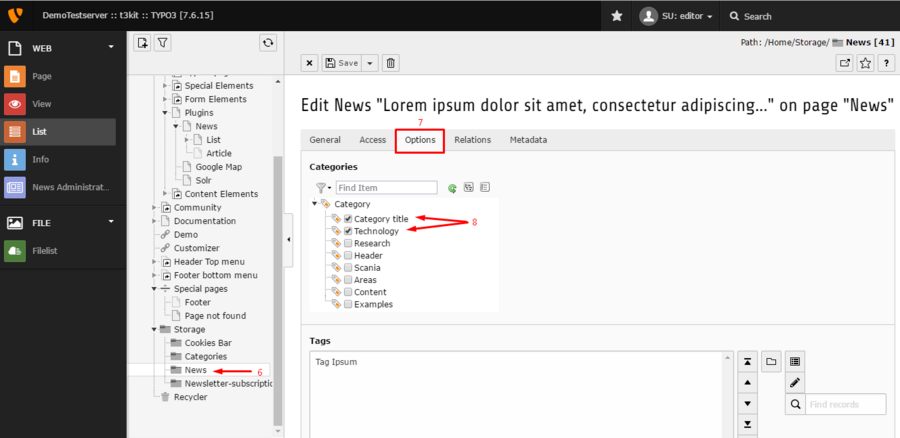 DemoTestserver :: t3kit :: TYPO3 [7.6.15]
SU: editor
Search
WEB
Page
View
List
Info
News Administrat...
FILE
Filelist
Special Elements
Form Elements
Plugins
News
List
Article
Google Map
Solr
Content Elements
Community
Documentation
Demo
Customizer
Header Top menu
Footer bottom menu
Special pages
Footer
Page not found
Storage
Cookies Bar
Categories
News
6
Newsletter-subscriptio
Recycler
Path: /Home/Storage/ News [41]
Save
?
Edit News "Lorem ipsum dolor sit amet, consectetur adipiscing..." on page "News"
7
General Access Options Relations Metadata
Categories
Find Item
Category
Category title
8
Technology
Research
Header
Scania
Areas
Content
Examples
Tags
Tag Ipsum
Find records